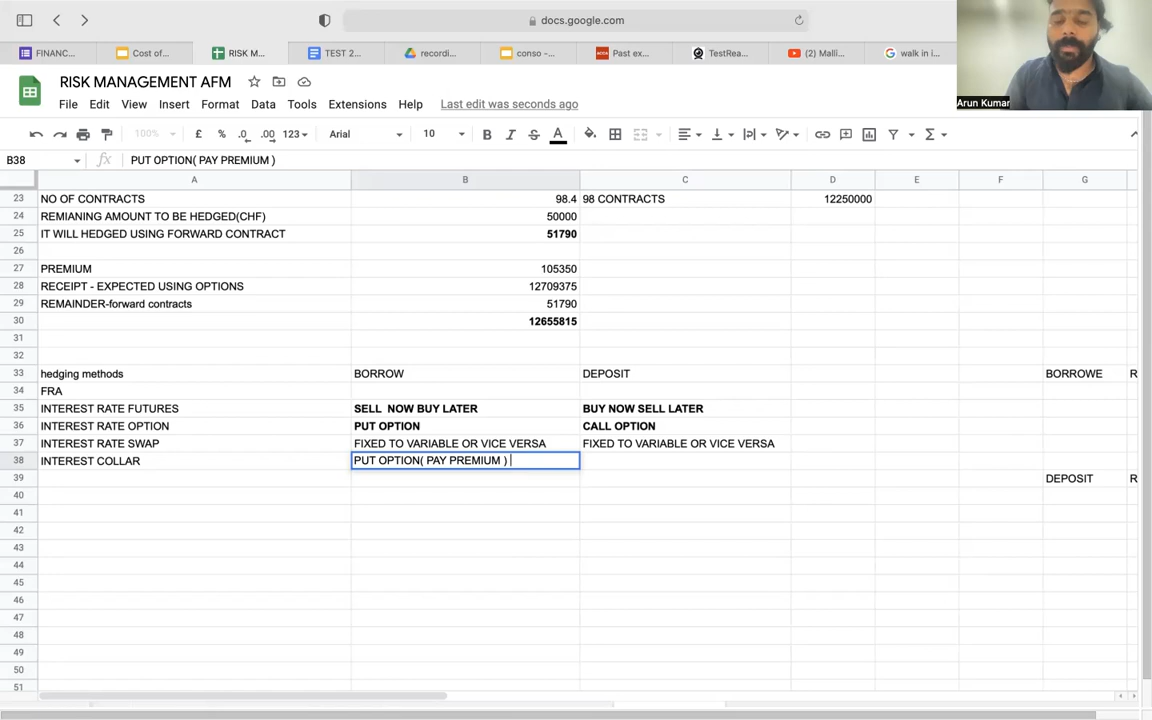 docs.google.com
FINANC...
Cost of...
RISK M...
TEST 2...
recordi...
conso -...
ACCA Past ex...
TestRea...
(2) Malli...
walk in i...
RISK MANAGEMENT AFM
File Edit View Insert Format Data Tools Extensions Help Last edit was seconds ago
100% £ % .0 .00 123 Arial 10 B I S A
Arun Kumar
B38 fx PUT OPTION( PAY PREMIUM )
A B C D E F G
23 NO OF CONTRACTS 98.4 98 CONTRACTS 12250000
24 REMIANING AMOUNT TO BE HEDGED(CHF) 50000
25 IT WILL HEDGED USING FORWARD CONTRACT 51790
26
27 PREMIUM 105350
28 RECEIPT - EXPECTED USING OPTIONS 12709375
29 REMAINDER-forward contracts 51790
30 12655815
31
32
33 hedging methods BORROW DEPOSIT BORROWE R
34 FRA
35 INTEREST RATE FUTURES SELL NOW BUY LATER BUY NOW SELL LATER
36 INTEREST RATE OPTION PUT OPTION CALL OPTION
37 INTEREST RATE SWAP FIXED TO VARIABLE OR VICE VERSA FIXED TO VARIABLE OR VICE VERSA
38 INTEREST COLLAR PUT OPTION( PAY PREMIUM )
39 DEPOSIT R
40
41
42
43
44
45
46
47
48
49
50
51